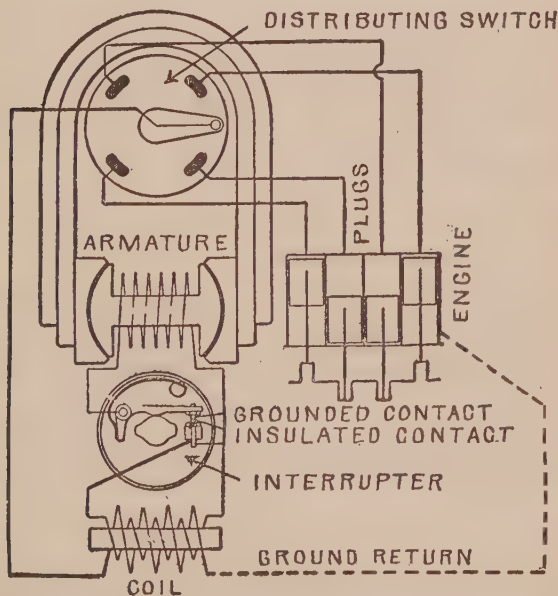 DISTRIBUTING SWITCH
PLUGS
ARMATURE
ENGINE
GROUNDED CONTACT
INSULATED CONTACT
INTERRUPTER
GROUND RETURN
COIL